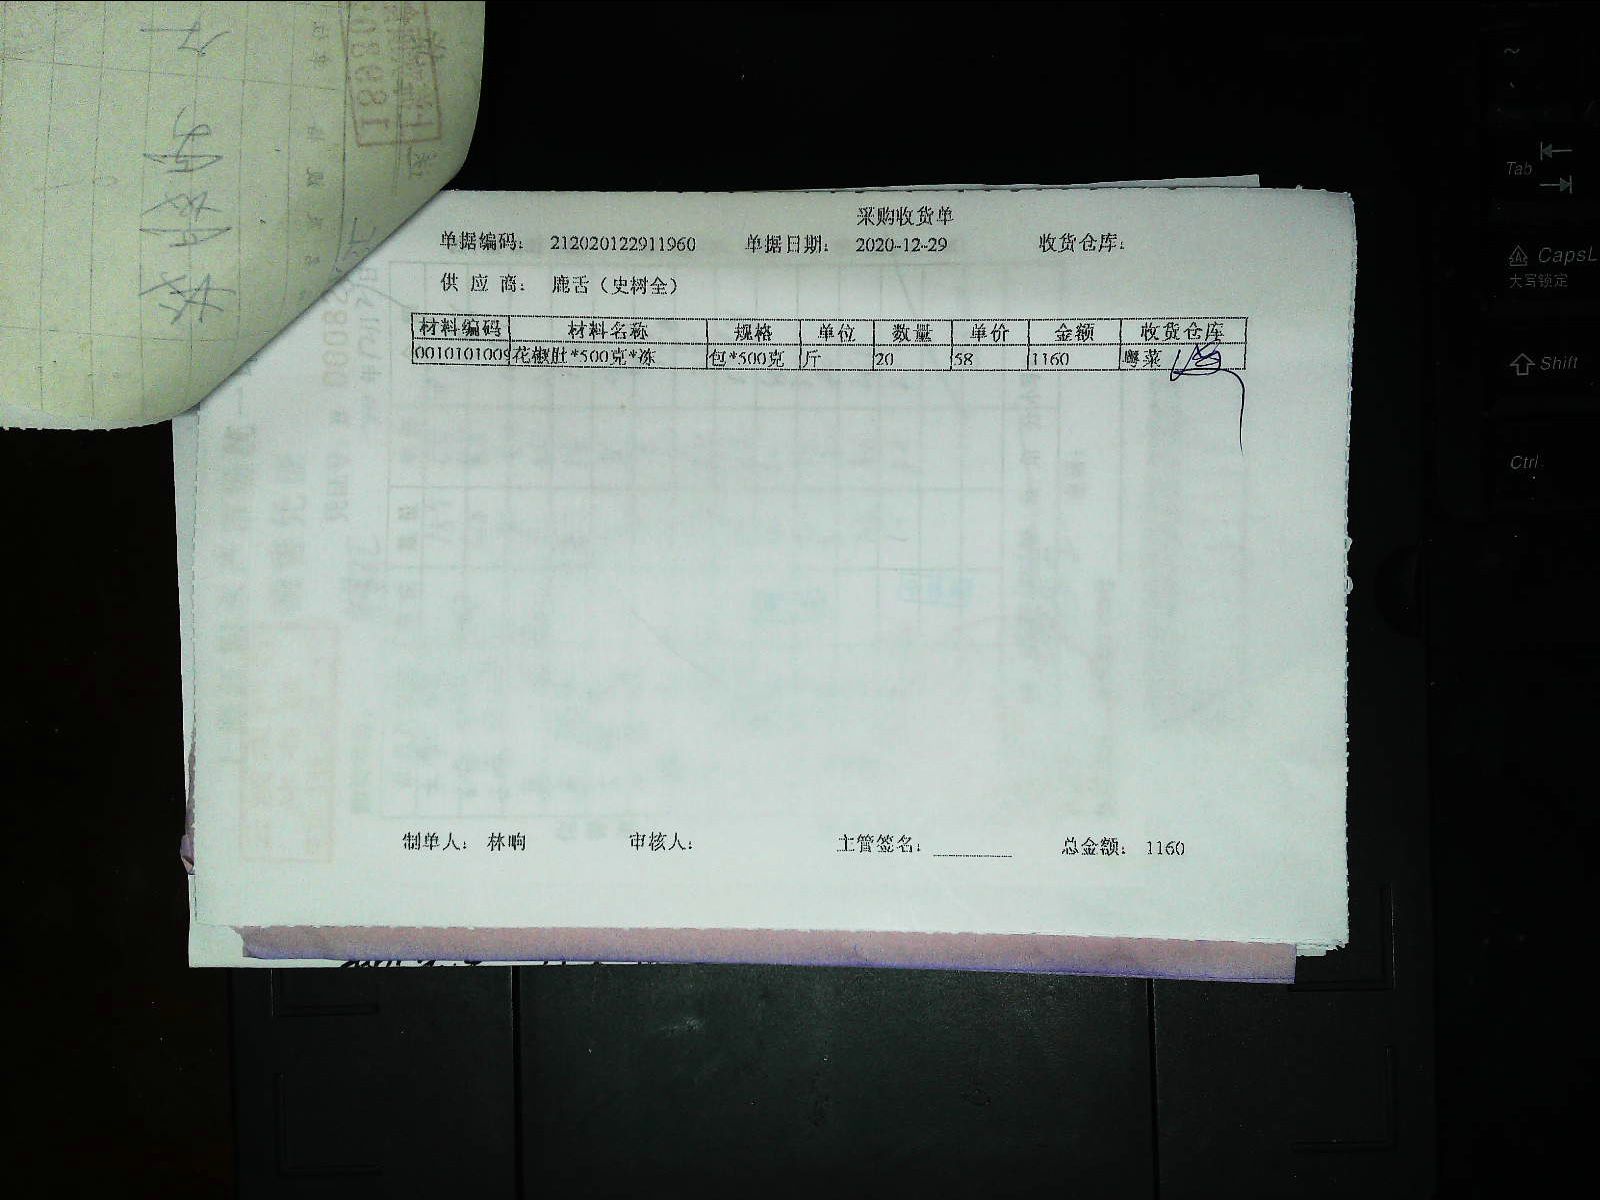 采购收货单
单据编码： 212020122911960 单据日期： 2020-12-29 收货仓库：
供 应 商： 鹿舌（史树全）
材料编码 材料名称 规格 单位 数量 单价 金额 收货仓库
001010100 花椒肚*500克*冻 包*500克 斤 20 58 1160 粤菜
制单人： 林响 审核人： 主管签名： 总金额： 1160
~
Tab
CapsL
大写锁定
Shift
Ctrl